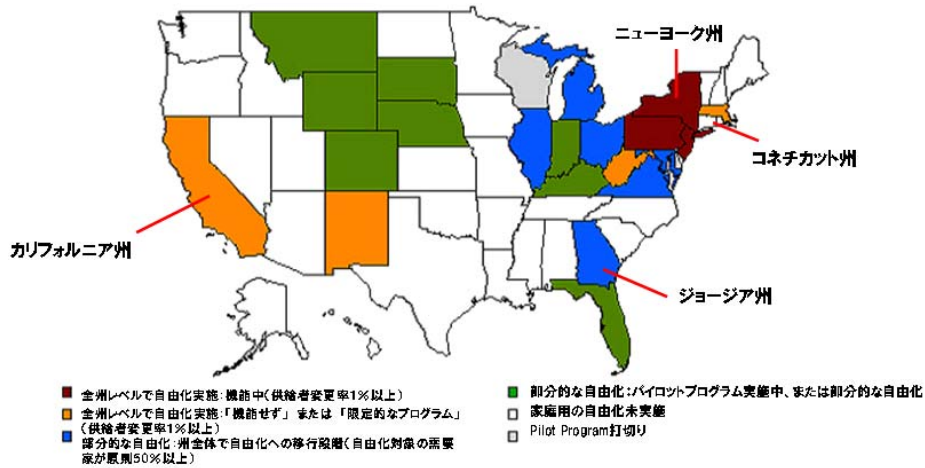 ニューヨーク州
コネチカット州
カリフォルニア州
ジョージア州
全州レベルで自由化実施：機能中（供給者変更率1％以上）
全州レベルで自由化実施：「機能せず」 または 「限定的なプログラム」
（供給者変更率1％以上）
部分的な自由化：州全体で自由化への移行段階（自由化対象の需要
家が原則50％以上）
部分的な自由化：パイロットプログラム実施中、または部分的な自由化
家庭用の自由化未実施
Pilot Program打切り